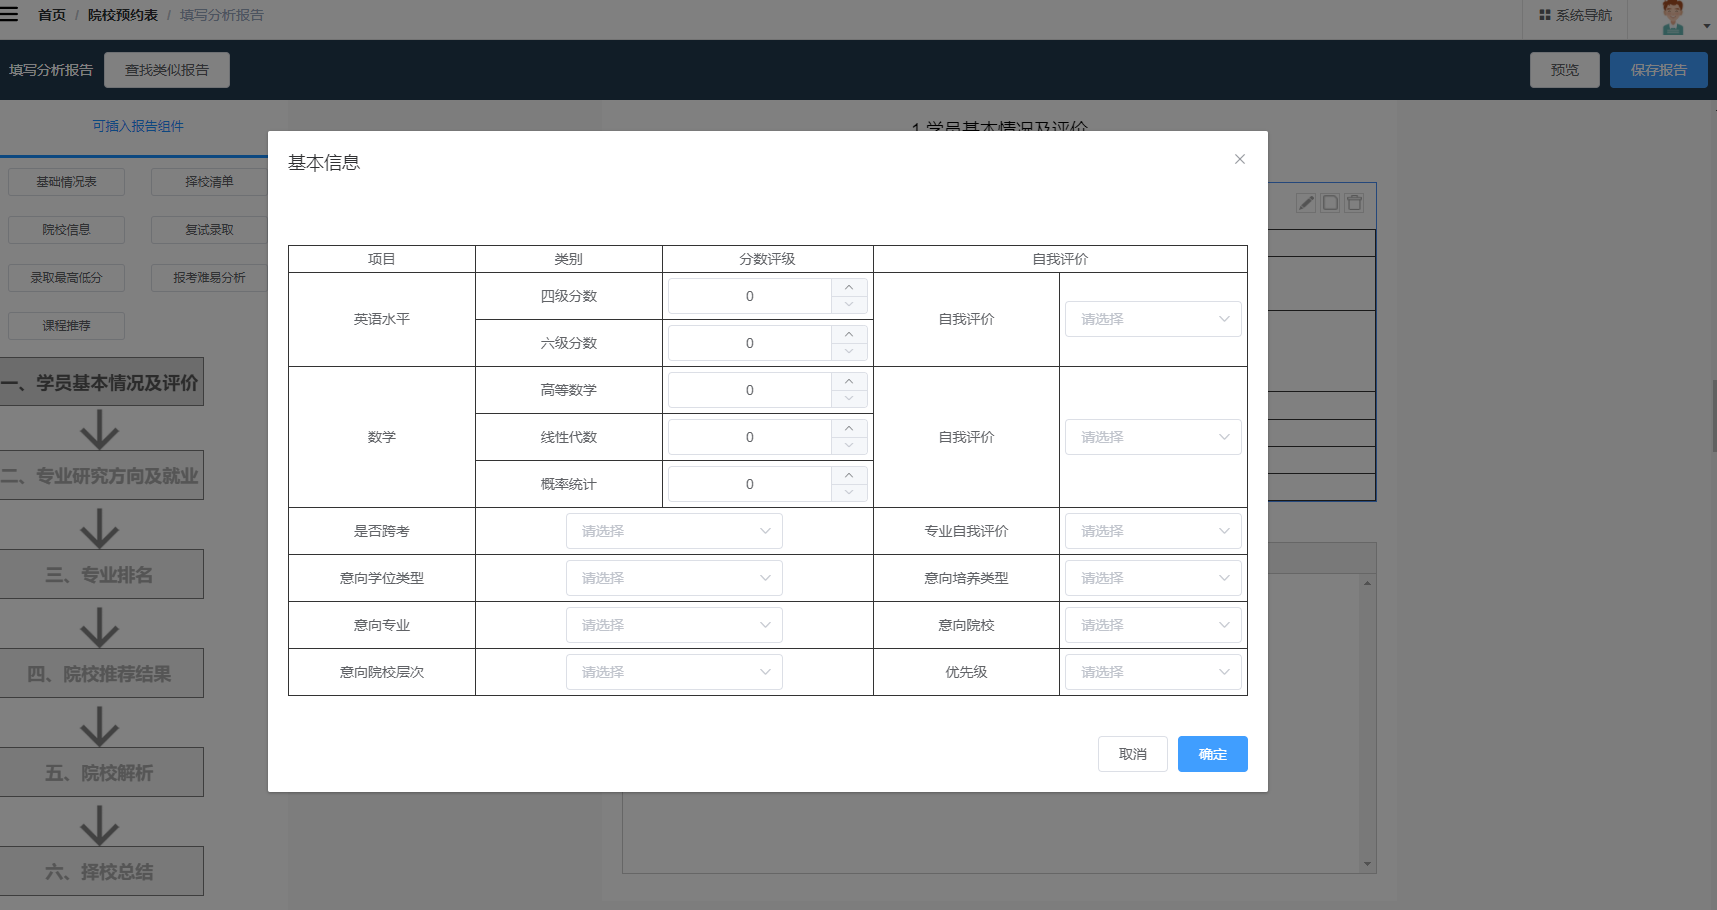 首页 / 院校预约表 / 填写分析报告
系统导航
填写分析报告
查找类似报告
预览
保存报告
可插入报告组件
基础情况表
择校清单
院校信息
复试录取
录取最高低分
报考难易分析
课程推荐
一、学员基本情况及评价
二、专业研究方向及就业
三、专业排名
四、院校推荐结果
五、院校解析
六、择校总结
1.学员基本情况及评价
基本信息
项目 类别 分数评级 自我评价
英语水平 四级分数 0 自我评价 请选择
六级分数 0
数学 高等数学 0 自我评价 请选择
线性代数 0
概率统计 0
是否跨考 请选择 专业自我评价 请选择
意向学位类型 请选择 意向培养类型 请选择
意向专业 请选择 意向院校 请选择
意向院校层次 请选择 优先级 请选择
取消 确定